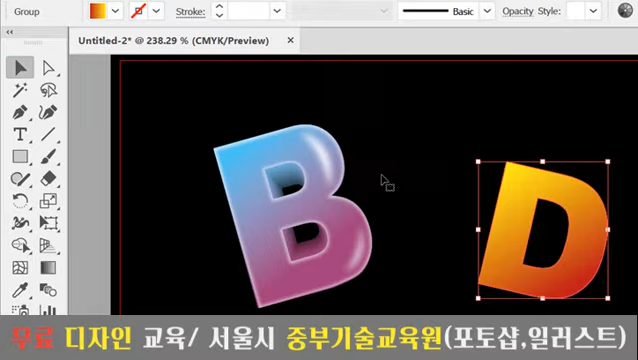 Group
Stroke:
Basic
Opacity
Style:
Untitled-2* @ 238.29 % (CMYK/Preview)
B
D
무료 디자인 교육/ 서울시 중부기술교육원(포토샵,일러스트)